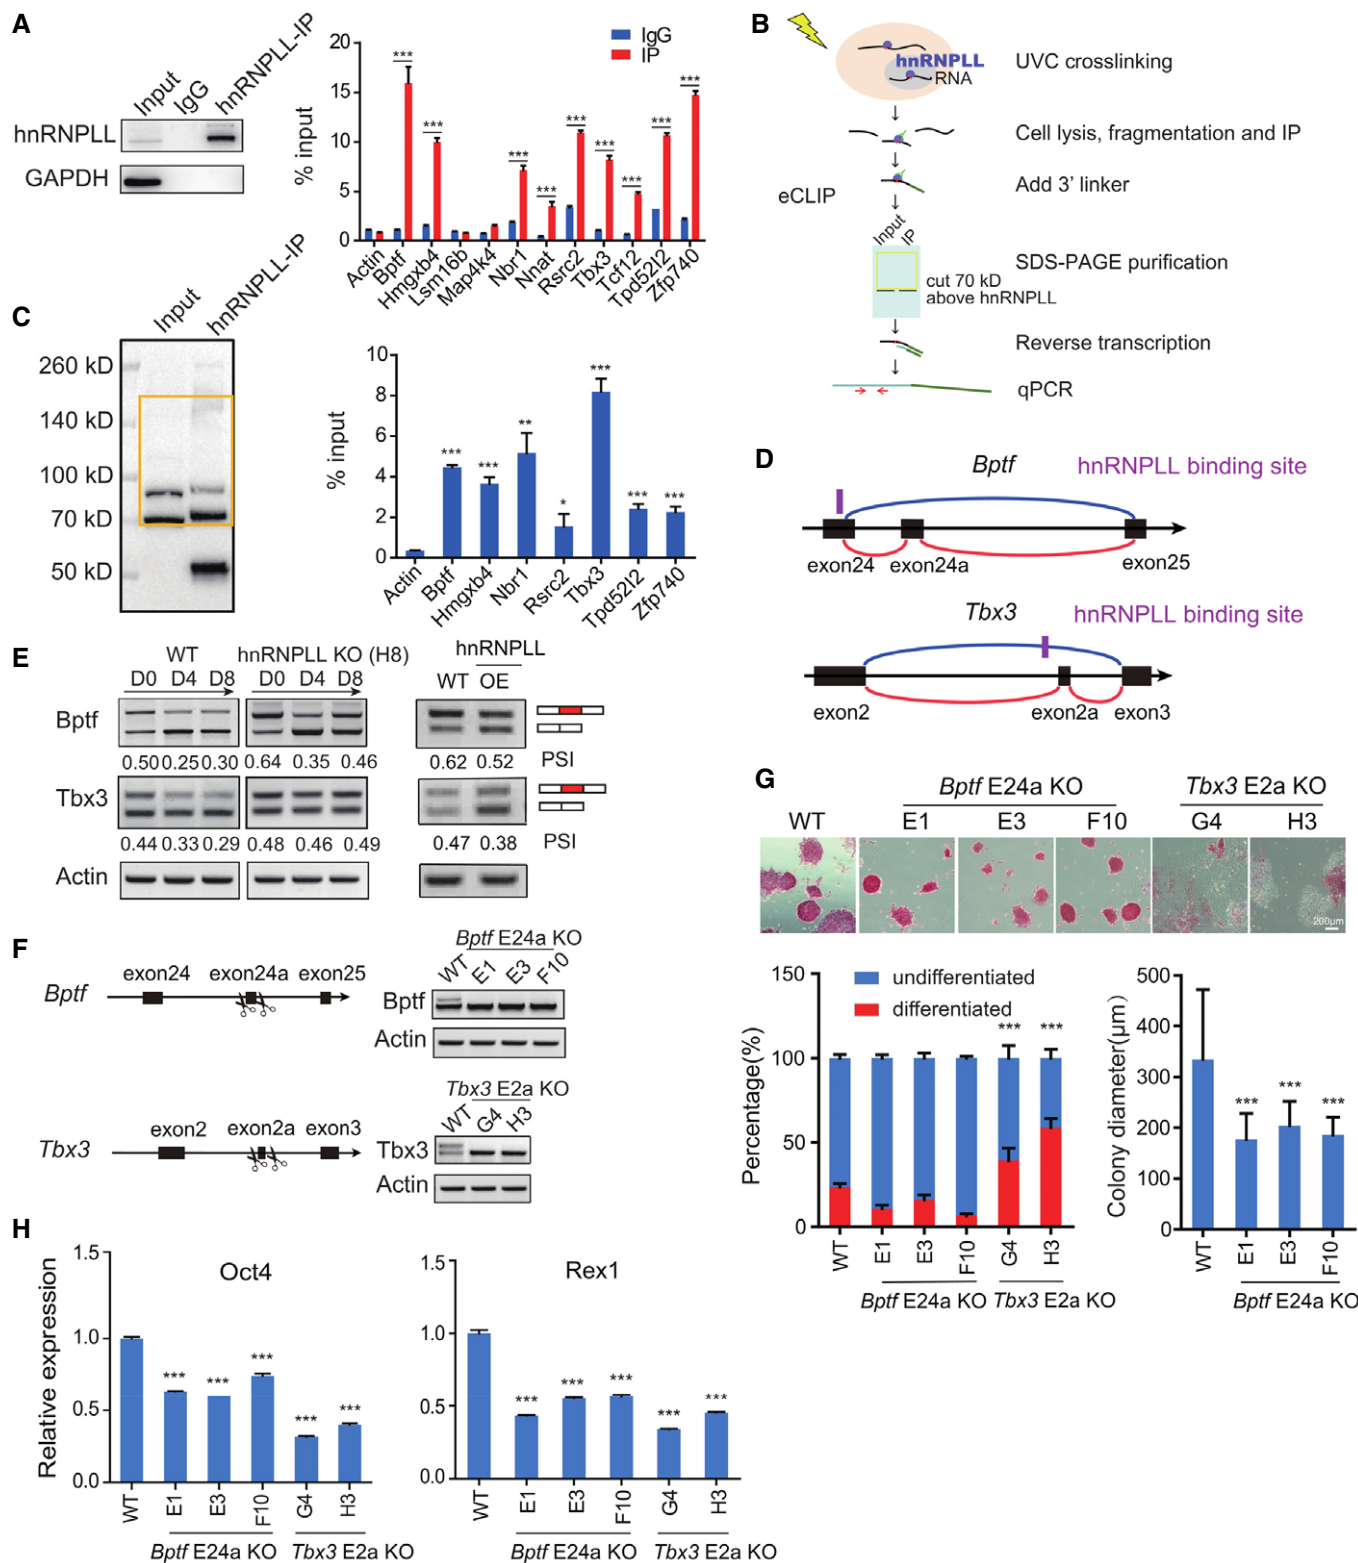 A
Input
IgG
hnRNPLL-IP
hnRNPLL
GAPDH
% input
20
15
10
5
0
IgG
IP
***
***
***
***
***
***
***
***
***
Actin
Bptf
Hmgxb4
Lsm16b
Map4k4
Nbr1
Nnat
Rsrc2
Tbx3
Tcf12
Tpd52l2
Zfp740
B
hnRNPLL
RNA
UVC crosslinking
Cell lysis, fragmentation and IP
Add 3' linker
eCLIP
Input
IP
SDS-PAGE purification
cut 70 kD
above hnRNPLL
Reverse transcription
qPCR
C
Input
hnRNPLL-IP
260 kD
140 kD
100 kD
70 kD
50 kD
% input
10
8
6
4
2
0
***
***
**
*
***
***
***
Actin
Bptf
Hmgxb4
Nbr1
Rsrc2
Tbx3
Tpd52l2
Zfp740
D
Bptf
hnRNPLL binding site
exon24
exon24a
exon25
Tbx3
hnRNPLL binding site
exon2
exon2a
exon3
E
WT
hnRNPLL KO (H8)
hnRNPLL
D0 D4 D8
D0 D4 D8
WT OE
Bptf
0.50 0.25 0.30
0.64 0.35 0.46
0.62 0.52
PSI
Tbx3
0.44 0.33 0.29
0.48 0.46 0.49
0.47 0.38
PSI
Actin
F
Bptf
exon24
exon24a
exon25
Bptf E24a KO
WT
E1
E3
F10
Bptf
Actin
Tbx3
exon2
exon2a
exon3
Tbx3 E2a KO
WT
G4
H3
Tbx3
Actin
G
Bptf E24a KO
Tbx3 E2a KO
WT
E1
E3
F10
G4
H3
200μm
Percentage(%)
150
100
50
0
undifferentiated
differentiated
***
***
WT
E1
E3
F10
G4
H3
Bptf E24a KO
Tbx3 E2a KO
Colony diameter(μm)
500
400
300
200
100
0
***
***
***
WT
E1
E3
F10
Bptf E24a KO
H
Relative expression
Oct4
1.5
1.0
0.5
0.0
***
***
***
***
***
WT
E1
E3
F10
G4
H3
Bptf E24a KO
Tbx3 E2a KO
Rex1
1.5
1.0
0.5
0.0
***
***
***
***
***
WT
E1
E3
F10
G4
H3
Bptf E24a KO
Tbx3 E2a KO